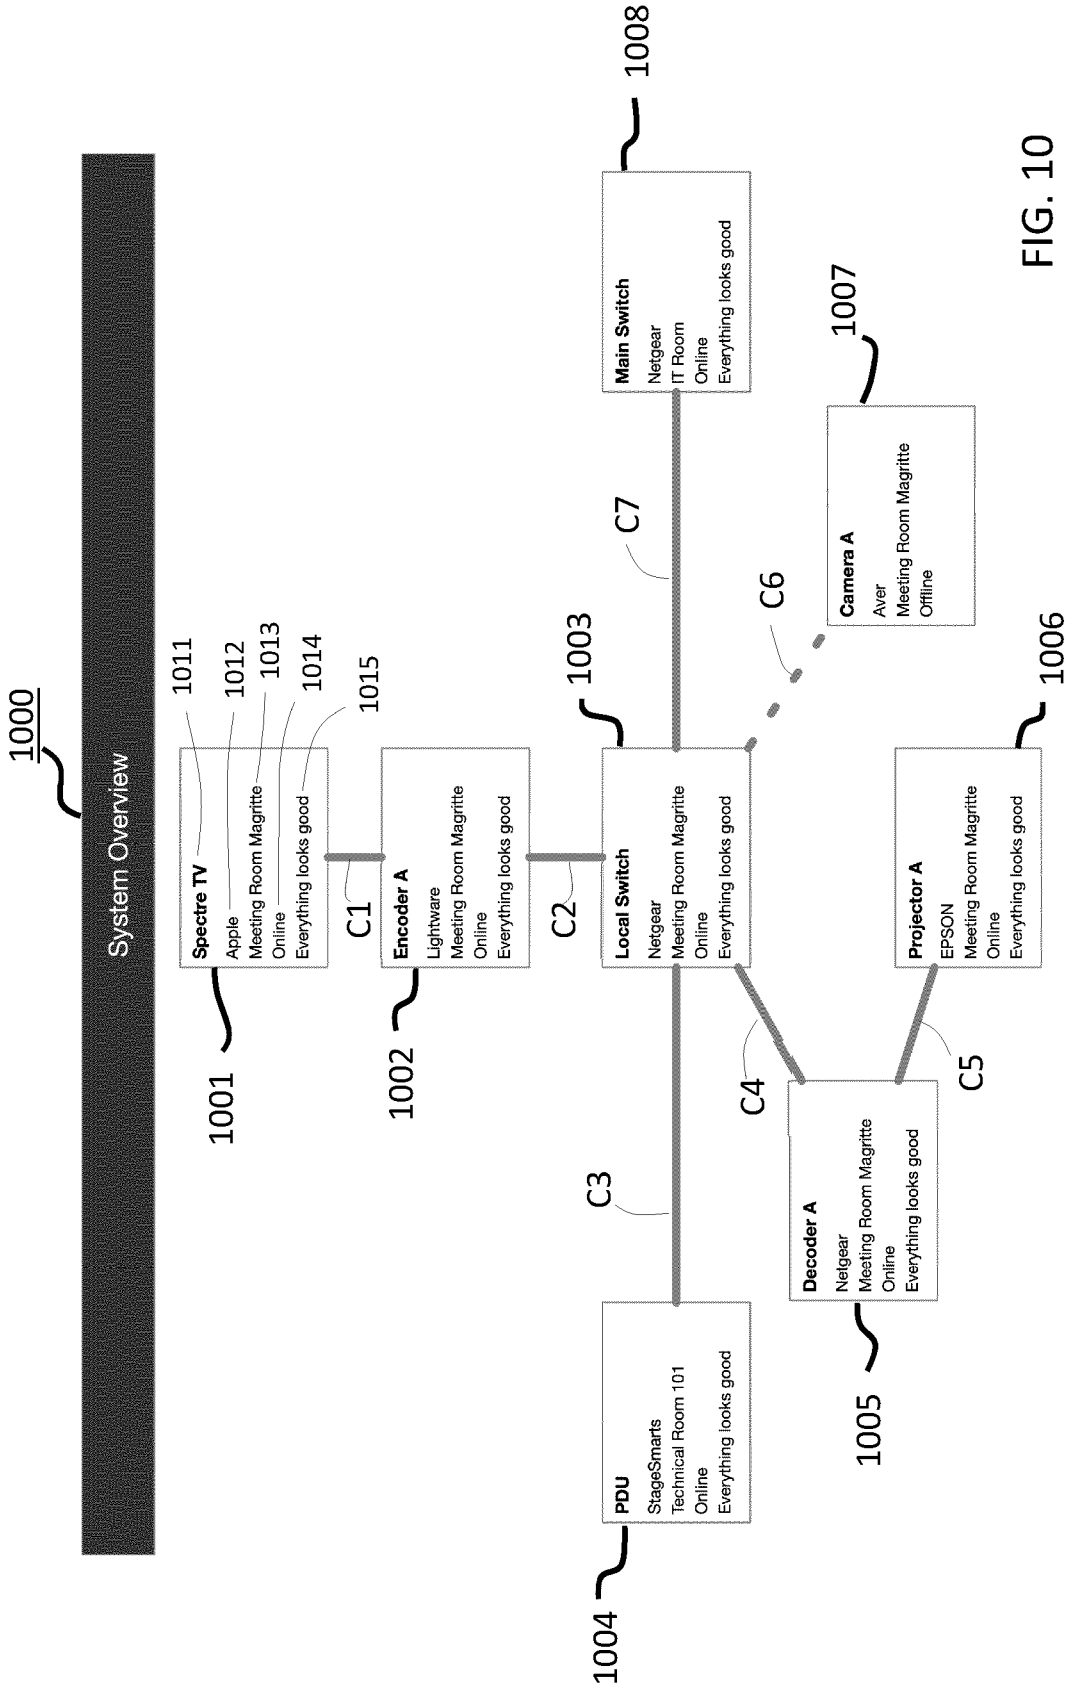 1000
System Overview
1001
Spectre TV
Apple
Meeting Room Magritte
Online
Everything looks good
1011
1012
1013
1014
1015
C1
1002
Encoder A
Lightware
Meeting Room Magritte
Online
Everything looks good
C2
1004
PDU
StageSmarts
Technical Room 101
Online
Everything looks good
C3
1003
Local Switch
Netgear
Meeting Room Magritte
Online
Everything looks good
C7
1008
Main Switch
Netgear
IT Room
Online
Everything looks good
C4
C6
1005
Decoder A
Netgear
Meeting Room Magritte
Online
Everything looks good
C5
1006
Projector A
EPSON
Meeting Room Magritte
Online
Everything looks good
1007
Camera A
Aver
Meeting Room Magritte
Offline
FIG. 10